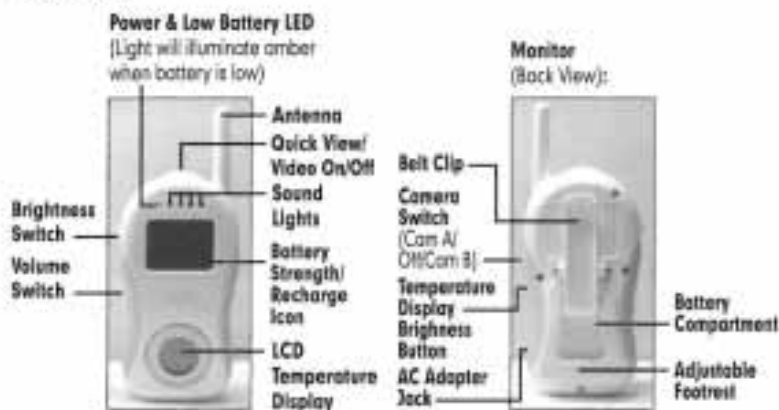 Power & Low Battery LED
(Light will illuminate amber
when battery is low)
Antenna
Quick View/
Video On/Off
Sound
Lights
Brightness
Switch
Volume
Switch
Battery
Strength/
Recharge
Icon
LCD
Temperature
Display
Monitor
(Back View):
Belt Clip
Camera
Switch
(Cam A/
Off/Cam B)
Temperature
Display
Brighness
Button
AC Adapter
Jack
Battery
Compartment
Adjustable
Footrest